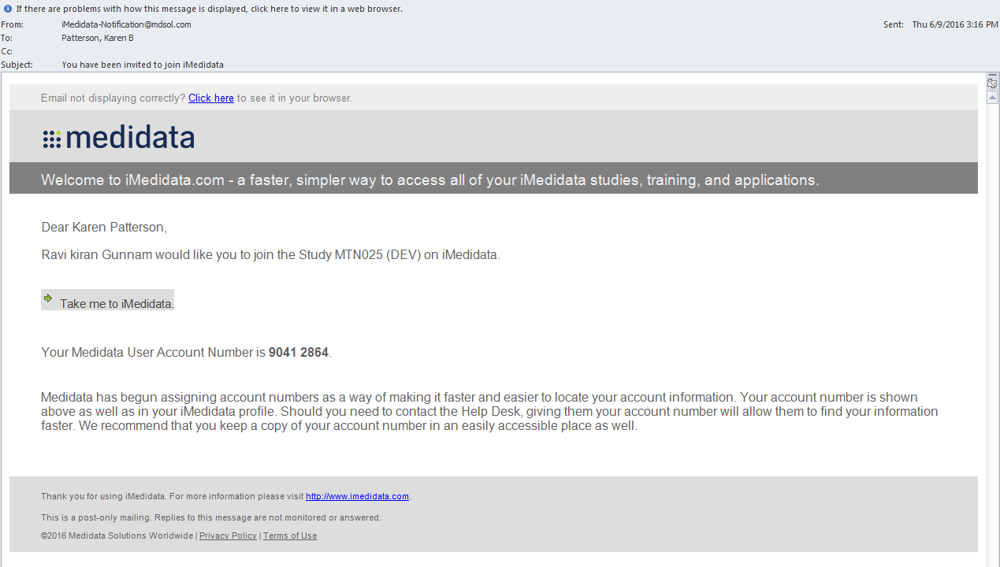 If there are problems with how this message is displayed, click here to view it in a web browser.
From: iMedidata-Notification@mdsol.com Sent: Thu 6/9/2016 3:16 PM
To: Patterson, Karen B
Cc:
Subject: You have been invited to join iMedidata
Email not displaying correctly? Click here to see it in your browser.
medidata
Welcome to iMedidata.com - a faster, simpler way to access all of your iMedidata studies, training, and applications.
Dear Karen Patterson,
Ravi kiran Gunnam would like you to join the Study MTN025 (DEV) on iMedidata.
Take me to iMedidata.
Your Medidata User Account Number is 9041 2864.
Medidata has begun assigning account numbers as a way of making it faster and easier to locate your account information. Your account number is shown
above as well as in your iMedidata profile. Should you need to contact the Help Desk, giving them your account number will allow them to find your information
faster. We recommend that you keep a copy of your account number in an easily accessible place as well.
Thank you for using iMedidata. For more information please visit http://www.imedidata.com.
This is a post-only mailing. Replies to this message are not monitored or answered.
©2016 Medidata Solutions Worldwide | Privacy Policy | Terms of Use